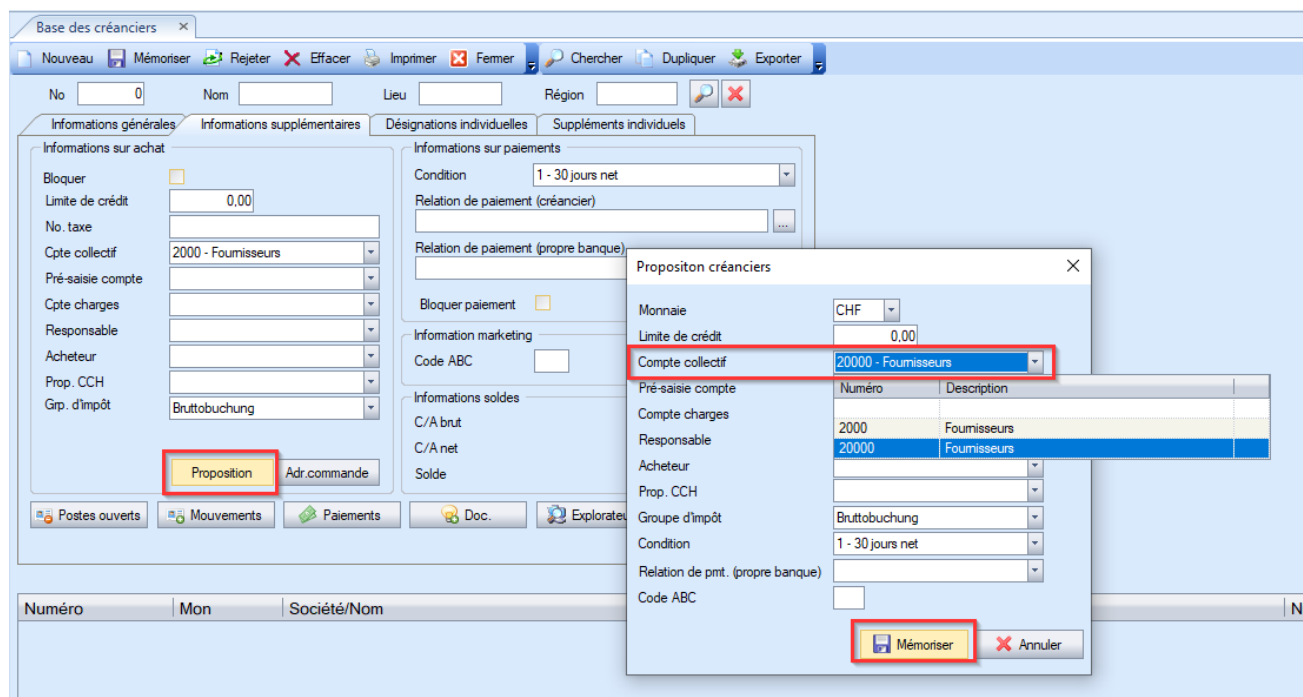 Base des créanciers ×
Nouveau Mémoriser Rejeter Effacer Imprimer Fermer Chercher Dupliquer Exporter
No 0 Nom Lieu Région
Informations générales Informations supplémentaires Désignations individuelles Suppléments individuels
Informations sur achat
Bloquer
Limite de crédit 0,00
No. taxe
Cpte collectif 2000 - Fournisseurs
Pré-saisie compte
Cpte charges
Responsable
Acheteur
Prop. CCH
Grp. d'impôt Bruttobuchung
Proposition Adr.commande
Informations sur paiements
Condition 1 - 30 jours net
Relation de paiement (créancier)
...
Relation de paiement (propre banque)
Bloquer paiement
Information marketing
Code ABC
Informations soldes
C/A brut
C/A net
Solde
Postes ouverts Mouvements Paiements Doc. Explorateu
Numéro Mon Société/Nom N
Propositon créanciers
Monnaie CHF
Limite de crédit 0,00
Compte collectif 20000 - Fournisseurs
Pré-saisie compte
Compte charges
Responsable
Numéro Description
2000 Fournisseurs
20000 Fournisseurs
Acheteur
Prop. CCH
Groupe d'impôt Bruttobuchung
Condition 1 - 30 jours net
Relation de pmt. (propre banque)
Code ABC
Mémoriser Annuler